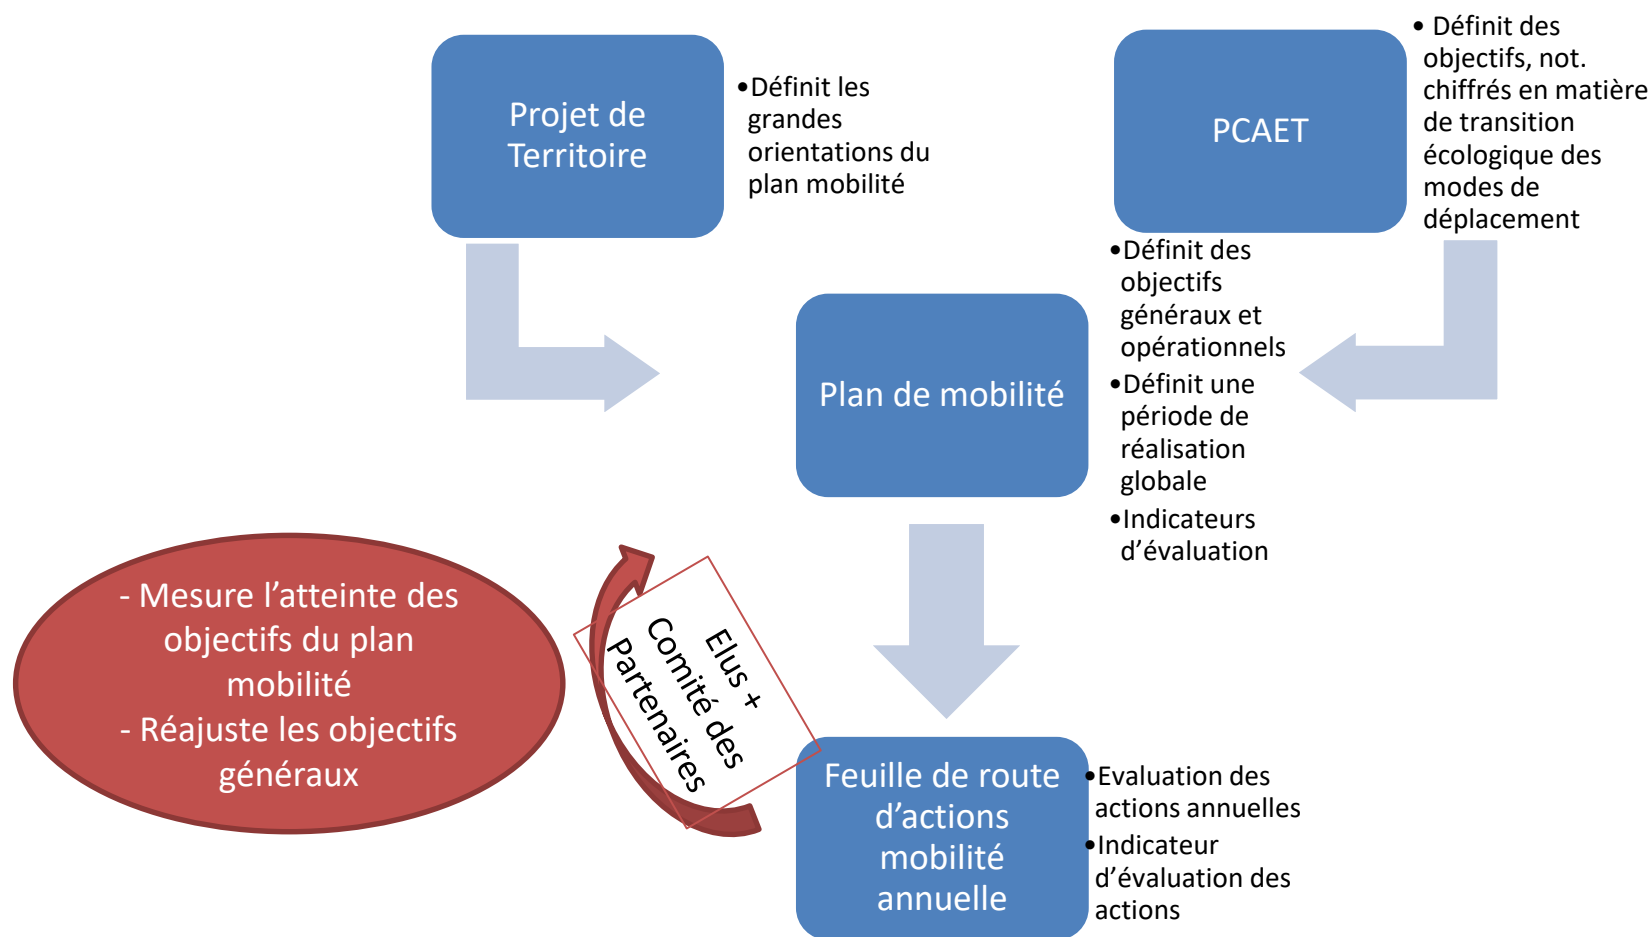 Projet de
Territoire
•Définit les
grandes
orientations du
plan mobilité
PCAET
• Définit des
objectifs, not.
chiffrés en matière
de transition
écologique des
modes de
déplacement
Plan de mobilité
•Définit des
objectifs
généraux et
opérationnels
•Définit une
période de
réalisation
globale
•Indicateurs
d’évaluation
- Mesure l’atteinte des
objectifs du plan
mobilité
- Réajuste les objectifs
généraux
Elus +
Comité des
Partenaires
Feuille de route
d’actions
mobilité
annuelle
•Evaluation des
actions annuelles
•Indicateur
d’évaluation des
actions